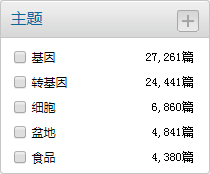 主题
基因 27,261篇
转基因 24,441篇
细胞 6,860篇
盆地 4,841篇
食品 4,380篇